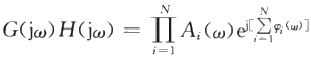 G(jω)H(jω) = ∏_{i=1}^{N} A_i(ω)e^{j[∑_{i=1}^{N} φ_i(ω)]}